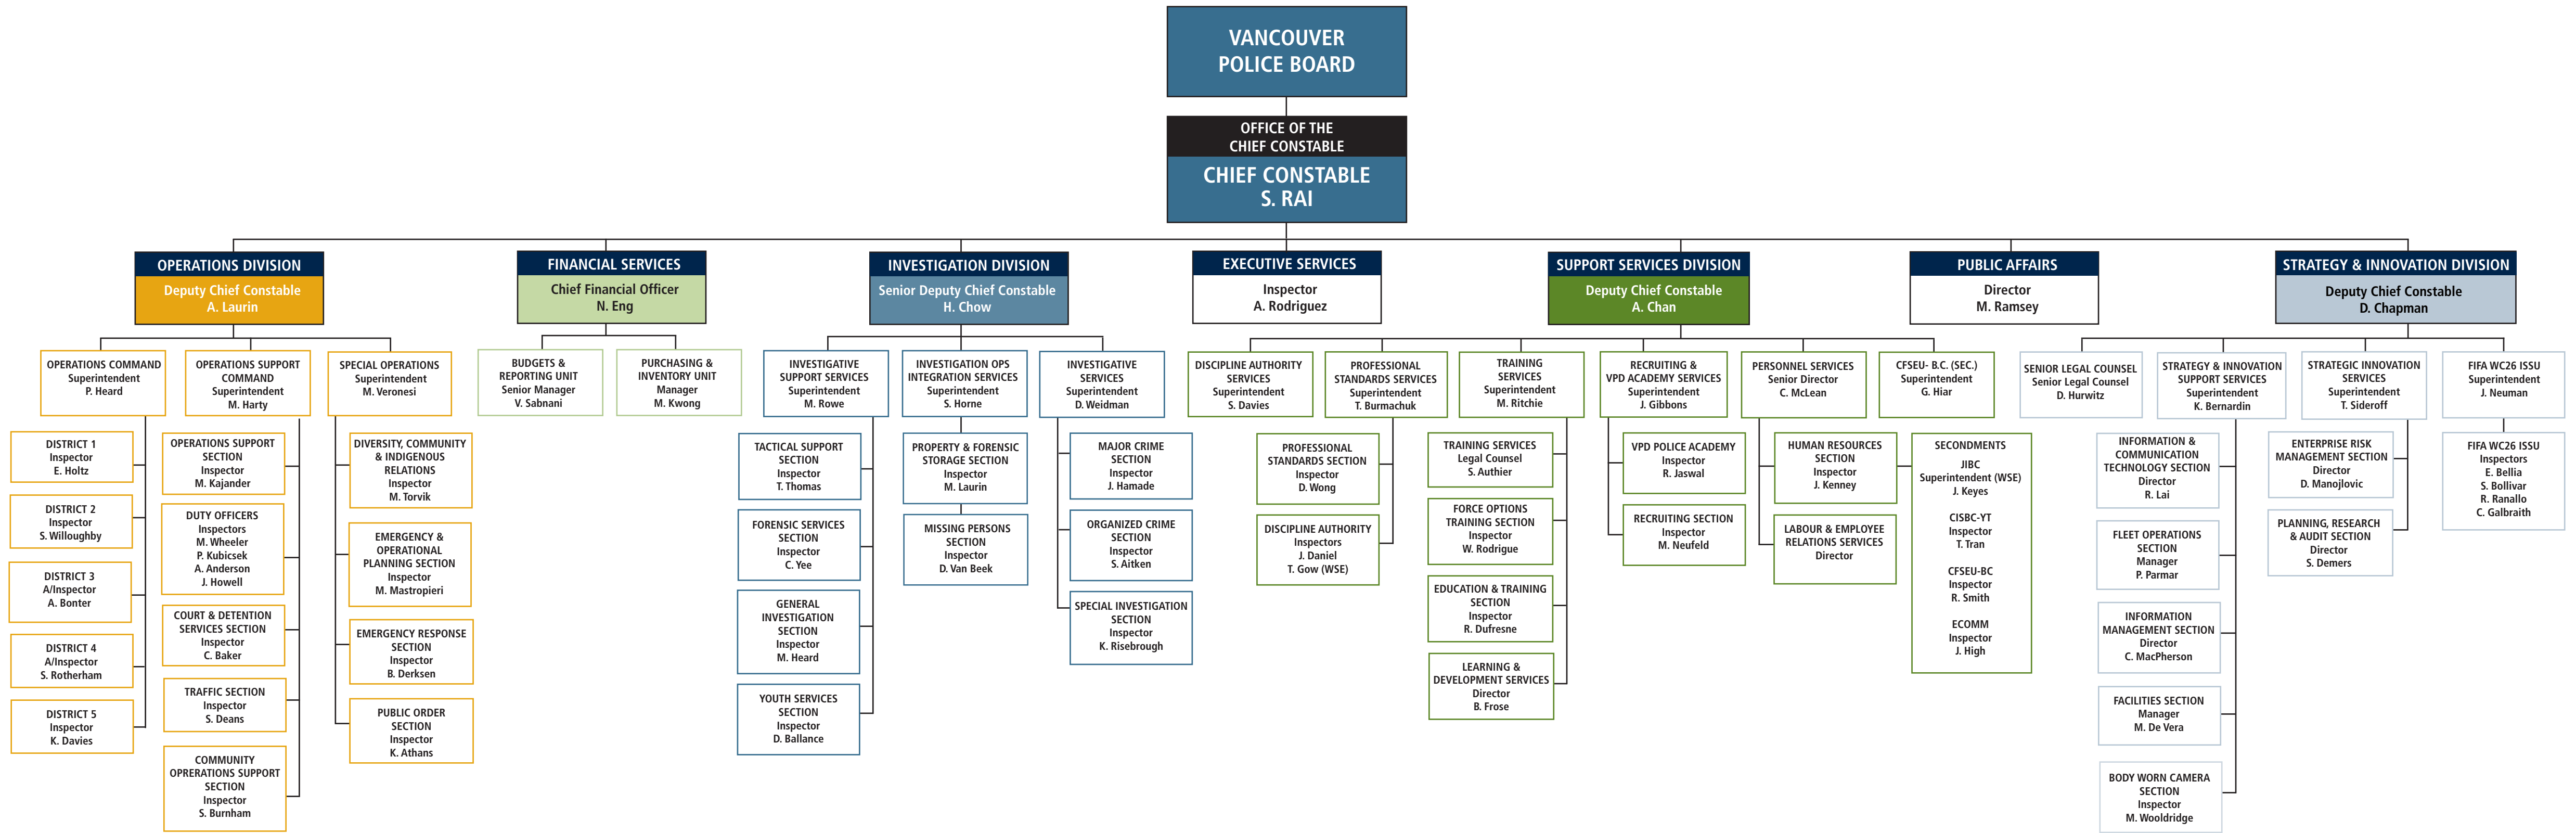 VANCOUVER
POLICE BOARD
OFFICE OF THE
CHIEF CONSTABLE
CHIEF CONSTABLE
S. RAI
OPERATIONS DIVISION
Deputy Chief Constable
A. Laurin
FINANCIAL SERVICES
Chief Financial Officer
N. Eng
INVESTIGATION DIVISION
Senior Deputy Chief Constable
H. Chow
EXECUTIVE SERVICES
Inspector
A. Rodriguez
SUPPORT SERVICES DIVISION
Deputy Chief Constable
A. Chan
PUBLIC AFFAIRS
Director
M. Ramsey
STRATEGY & INNOVATION DIVISION
Deputy Chief Constable
D. Chapman
OPERATIONS COMMAND
Superintendent
P. Heard
DISTRICT 1
Inspector
E. Holtz
DISTRICT 2
Inspector
S. Willoughby
DISTRICT 3
A/Inspector
A. Bonter
DISTRICT 4
A/Inspector
S. Rotherham
DISTRICT 5
Inspector
K. Davies
OPERATIONS SUPPORT
COMMAND
Superintendent
M. Harty
OPERATIONS SUPPORT
SECTION
Inspector
M. Kajander
DUTY OFFICERS
Inspectors
M. Wheeler
P. Kubicsek
A. Anderson
J. Howell
COURT & DETENTION
SERVICES SECTION
Inspector
C. Baker
TRAFFIC SECTION
Inspector
S. Deans
COMMUNITY
OPRERATIONS SUPPORT
SECTION
Inspector
S. Burnham
SPECIAL OPERATIONS
Superintendent
M. Veronesi
DIVERSITY, COMMUNITY
& INDIGENOUS
RELATIONS
Inspector
M. Torvik
EMERGENCY &
OPERATIONAL
PLANNING SECTION
Inspector
M. Mastropieri
EMERGENCY RESPONSE
SECTION
Inspector
B. Derksen
PUBLIC ORDER
SECTION
Inspector
K. Athans
BUDGETS &
REPORTING UNIT
Senior Manager
V. Sabnani
PURCHASING &
INVENTORY UNIT
Manager
M. Kwong
INVESTIGATIVE
SUPPORT SERVICES
Superintendent
M. Rowe
TACTICAL SUPPORT
SECTION
Inspector
T. Thomas
FORENSIC SERVICES
SECTION
Inspector
C. Yee
GENERAL
INVESTIGATION
SECTION
Inspector
M. Heard
YOUTH SERVICES
SECTION
Inspector
D. Ballance
INVESTIGATION OPS
INTEGRATION SERVICES
Superintendent
S. Horne
PROPERTY & FORENSIC
STORAGE SECTION
Inspector
M. Laurin
MISSING PERSONS
SECTION
Inspector
D. Van Beek
INVESTIGATIVE
SERVICES
Superintendent
D. Weidman
MAJOR CRIME
SECTION
Inspector
J. Hamade
ORGANIZED CRIME
SECTION
Inspector
S. Aitken
SPECIAL INVESTIGATION
SECTION
Inspector
K. Risebrough
DISCIPLINE AUTHORITY
SERVICES
Superintendent
S. Davies
PROFESSIONAL
STANDARDS SERVICES
Superintendent
T. Burmachuk
PROFESSIONAL
STANDARDS SECTION
Inspector
D. Wong
DISCIPLINE AUTHORITY
Inspectors
J. Daniel
T. Gow (WSE)
TRAINING
SERVICES
Superintendent
M. Ritchie
TRAINING SERVICES
Legal Counsel
S. Authier
FORCE OPTIONS
TRAINING SECTION
Inspector
W. Rodrigue
EDUCATION & TRAINING
SECTION
Inspector
R. Dufresne
LEARNING &
DEVELOPMENT SERVICES
Director
B. Frose
RECRUITING &
VPD ACADEMY SERVICES
Superintendent
J. Gibbons
VPD POLICE ACADEMY
Inspector
R. Jaswal
RECRUITING SECTION
Inspector
M. Neufeld
PERSONNEL SERVICES
Senior Director
C. McLean
HUMAN RESOURCES
SECTION
Inspector
J. Kenney
LABOUR & EMPLOYEE
RELATIONS SERVICES
Director
CFSEU- B.C. (SEC.)
Superintendent
G. Hiar
SECONDMENTS
JIBC
Superintendent (WSE)
J. Keyes
CISBC-YT
Inspector
T. Tran
CFSEU-BC
Inspector
R. Smith
ECOMM
Inspector
J. High
SENIOR LEGAL COUNSEL
Senior Legal Counsel
D. Hurwitz
STRATEGY & INNOVATION
SUPPORT SERVICES
Superintendent
K. Bernardin
INFORMATION &
COMMUNICATION
TECHNOLOGY SECTION
Director
R. Lai
FLEET OPERATIONS
SECTION
Manager
P. Parmar
INFORMATION
MANAGEMENT SECTION
Director
C. MacPherson
FACILITIES SECTION
Manager
M. De Vera
BODY WORN CAMERA
SECTION
Inspector
M. Wooldridge
STRATEGIC INNOVATION
SERVICES
Superintendent
T. Sideroff
ENTERPRISE RISK
MANAGEMENT SECTION
Director
D. Manojlovic
PLANNING, RESEARCH
& AUDIT SECTION
Director
S. Demers
FIFA WC26 ISSU
Superintendent
J. Neuman
FIFA WC26 ISSU
Inspectors
E. Bellia
S. Bollivar
R. Ranallo
C. Galbraith